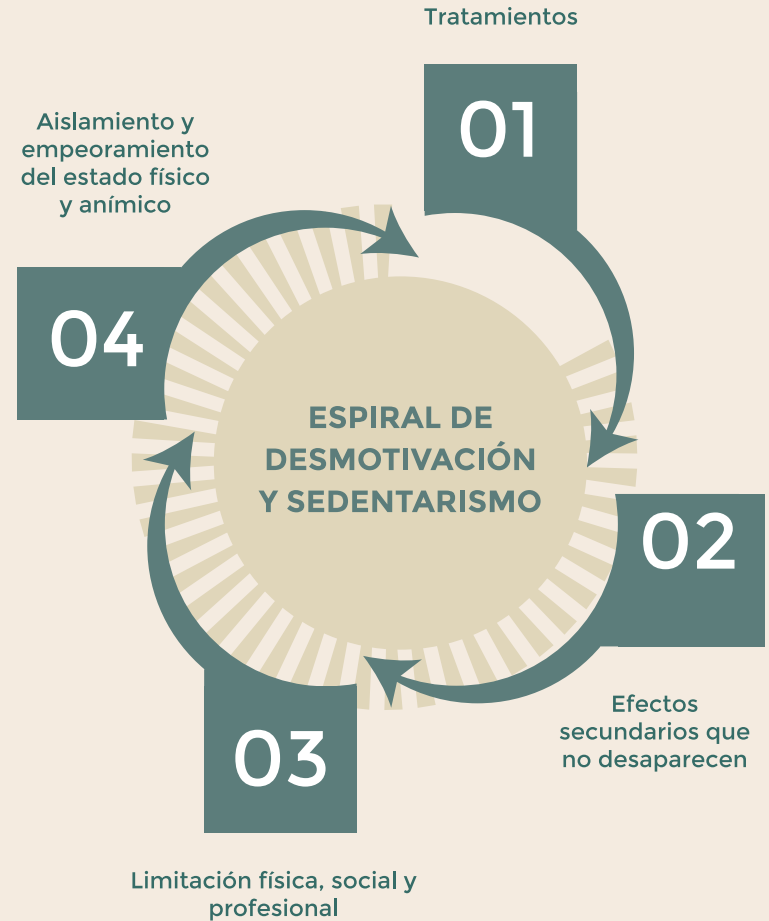 Tratamientos
01
Aislamiento y
empeoramiento
del estado físico
y anímico
04
ESPIRAL DE
DESMOTIVACIÓN
Y SEDENTARISMO
02
Efectos
secundarios que
no desaparecen
03
Limitación física, social y
profesional